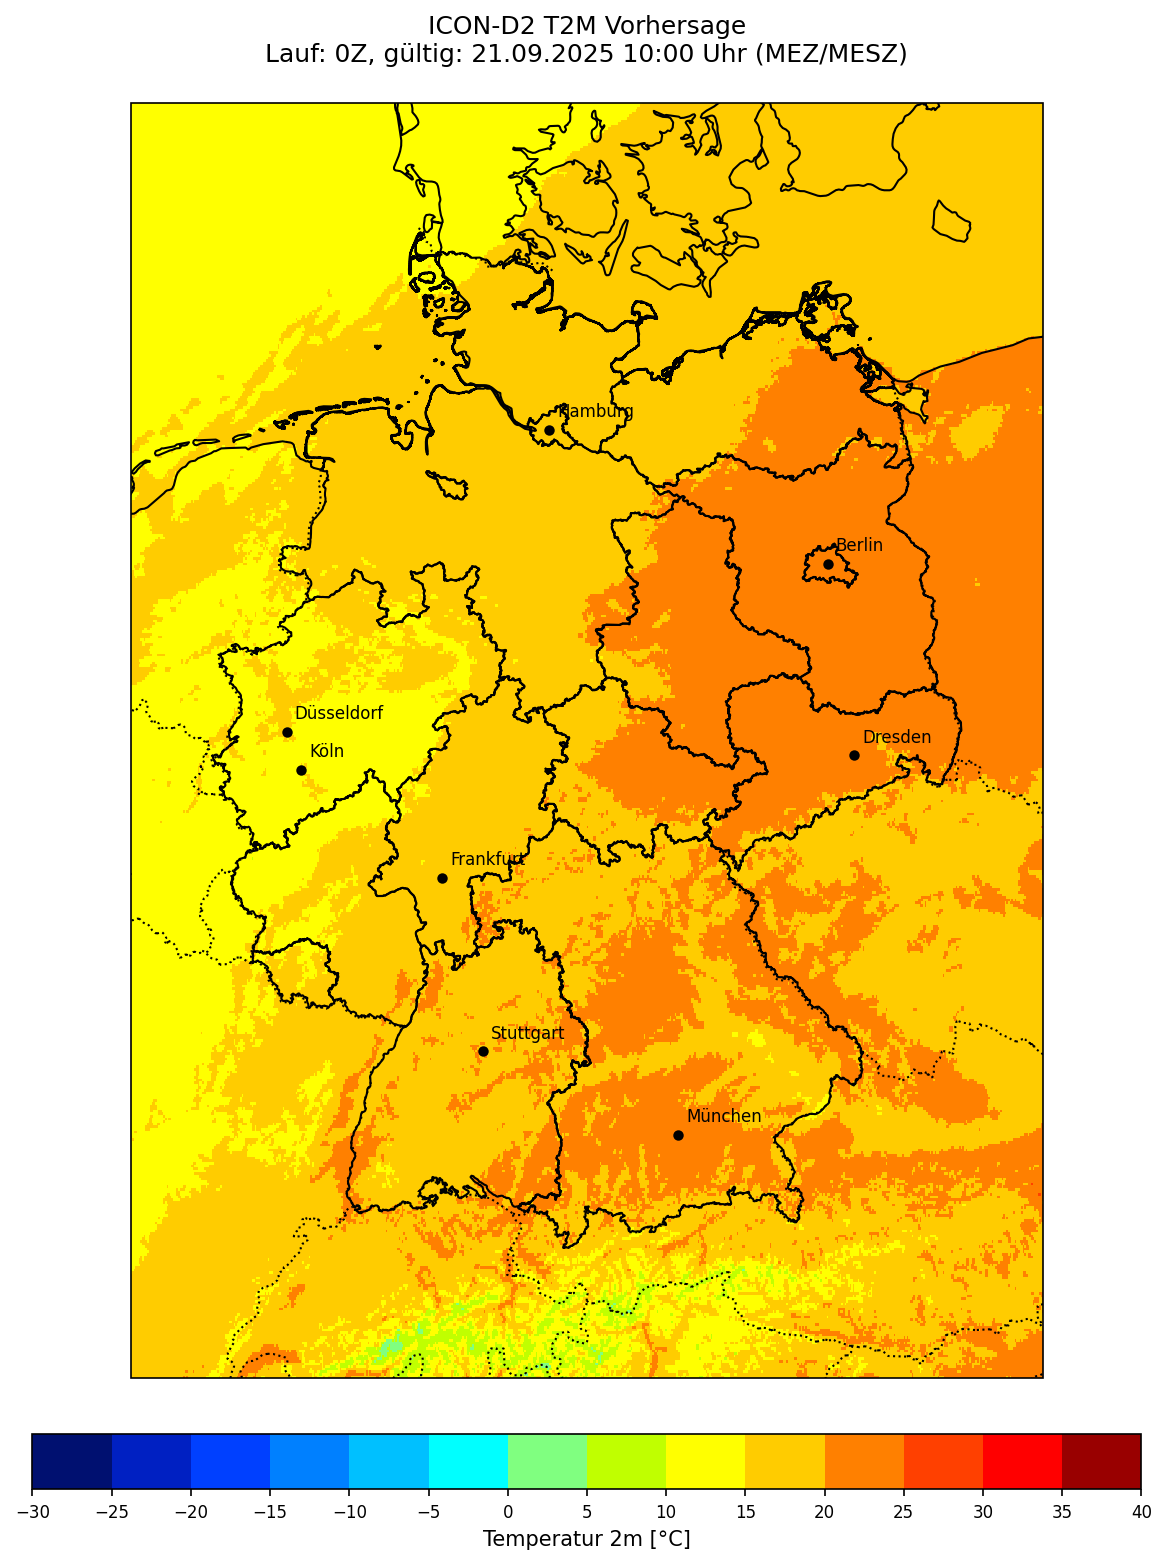 ICON-D2 T2M Vorhersage
Lauf: 0Z, gültig: 21.09.2025 10:00 Uhr (MEZ/MESZ)
Hamburg
Berlin
Düsseldorf
Dresden
Köln
Frankfurt
Stuttgart
München
−30 −25 −20 −15 −10 −5 0 5 10 15 20 25 30 35 40
Temperatur 2m [°C]